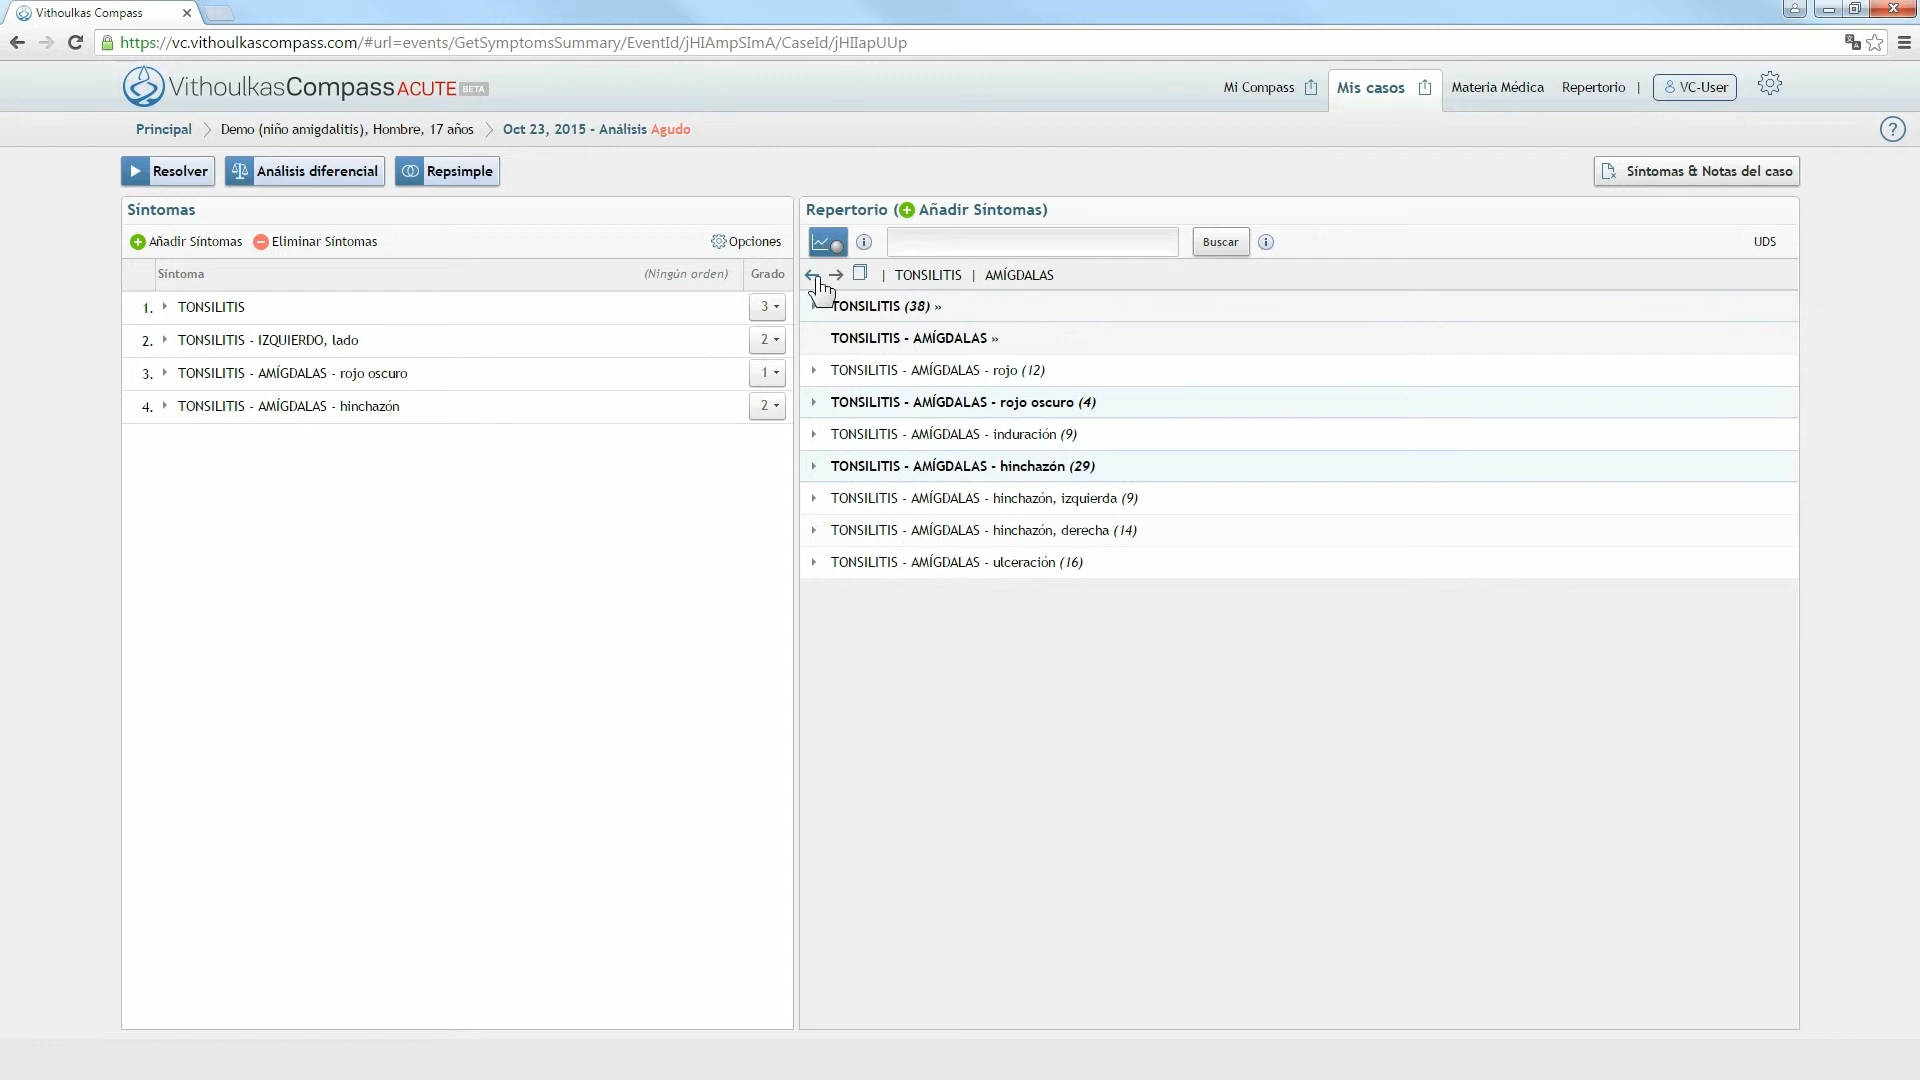 Vithoulkas Compass
https://vc.vithoulkascompass.com/#url=events/GetSymptomsSummary/EventId/jHIAmpSImA/CaseId/jHIIapUUp
VithoulkasCompass ACUTE BETA
Mi Compass Mis casos Materia Médica Repertorio | VC-User
Principal Demo (niño amigdalitis), Hombre, 17 años Oct 23, 2015 - Análisis Agudo ?
Resolver Análisis diferencial Repsimple Síntomas & Notas del caso
Síntomas
Añadir Síntomas Eliminar Síntomas Opciones
Síntoma (Ningún orden) Grado
1. TONSILITIS 3
2. TONSILITIS - IZQUIERDO, lado 2
3. TONSILITIS - AMÍGDALAS - rojo oscuro 1
4. TONSILITIS - AMÍGDALAS - hinchazón 2
Repertorio (Añadir Síntomas)
i Buscar i UDS
| TONSILITIS | AMÍGDALAS
TONSILITIS (38) »
TONSILITIS - AMÍGDALAS »
TONSILITIS - AMÍGDALAS - rojo (12)
TONSILITIS - AMÍGDALAS - rojo oscuro (4)
TONSILITIS - AMÍGDALAS - induración (9)
TONSILITIS - AMÍGDALAS - hinchazón (29)
TONSILITIS - AMÍGDALAS - hinchazón, izquierda (9)
TONSILITIS - AMÍGDALAS - hinchazón, derecha (14)
TONSILITIS - AMÍGDALAS - ulceración (16)